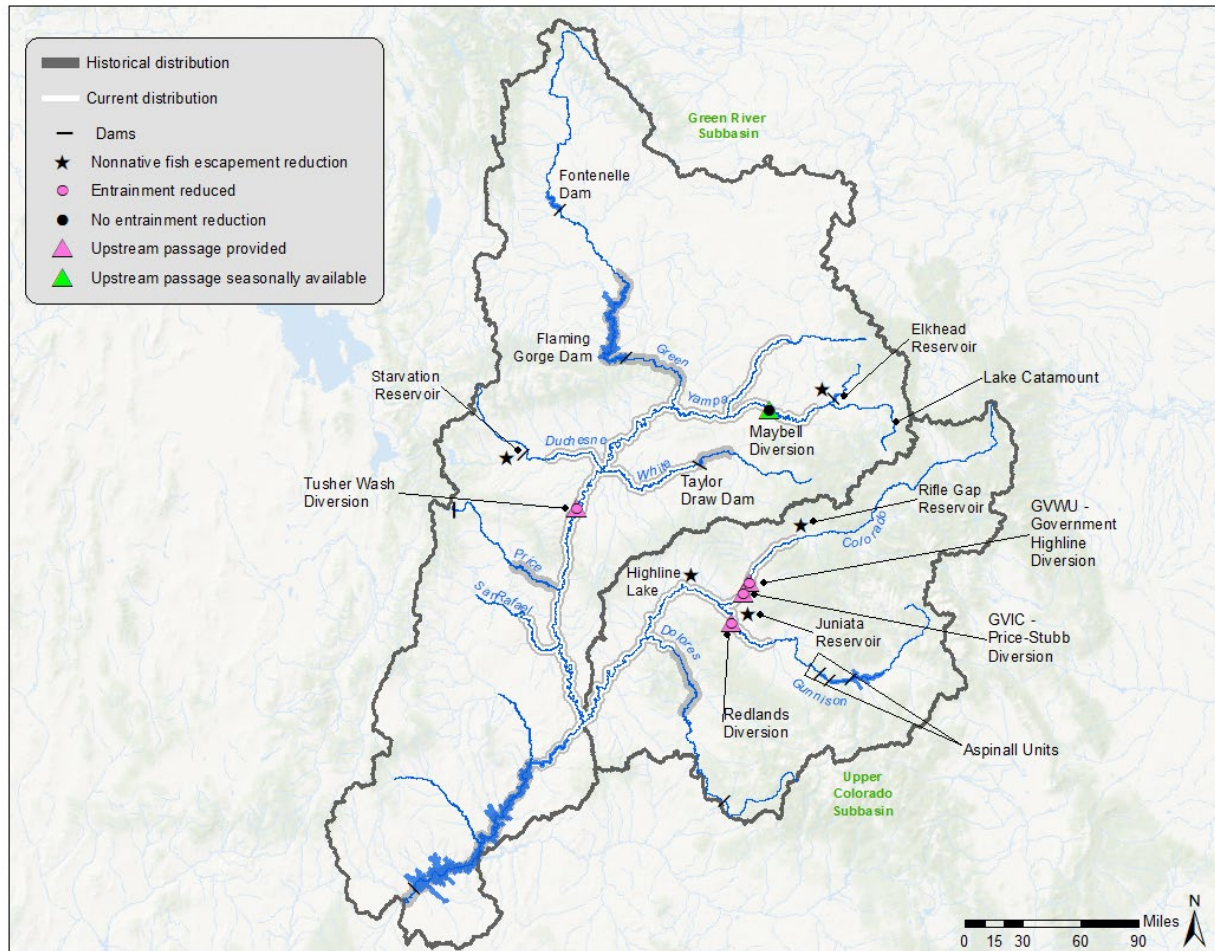 Historical distribution
Current distribution
Dams
Nonnative fish escapement reduction
Entrainment reduced
No entrainment reduction
Upstream passage provided
Upstream passage seasonally available
Green River
Subbasin
Fontenelle
Dam
Flaming
Gorge Dam
Green
Elkhead
Reservoir
Starvation
Reservoir
Yampa
Lake Catamount
Duchesne
Maybell
Diversion
White
Taylor
Draw Dam
Tusher Wash
Diversion
Rifle Gap
Reservoir
Colorado
GVWU -
Government
Highline
Diversion
Price
San Rafael
Highline
Lake
Juniata
Reservoir
GVIC -
Price-Stubb
Diversion
Dolores
Gunnison
Redlands
Diversion
Aspinall Units
Upper
Colorado
Subbasin
N
Miles
0 15 30 60 90